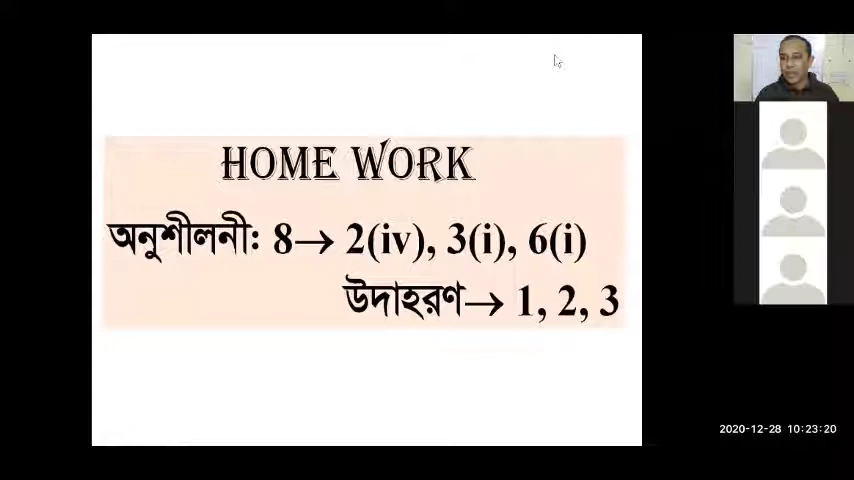 HOME WORK
অনুশীলনীঃ 8→ 2(iv), 3(i), 6(i)
উদাহরণ→ 1, 2, 3
2020-12-28 10:23:20